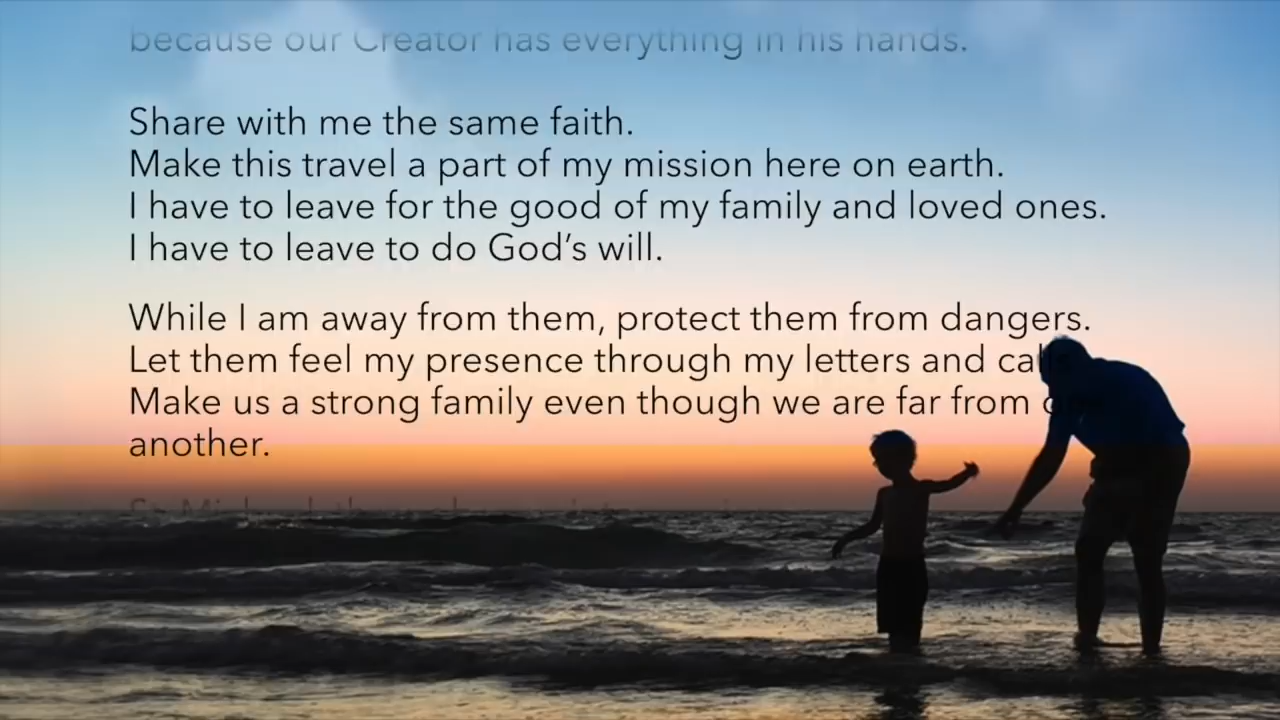 because our Creator has everything in his hands.
Share with me the same faith.
Make this travel a part of my mission here on earth.
I have to leave for the good of my family and loved ones.
I have to leave to do God’s will.
While I am away from them, protect them from dangers.
Let them feel my presence through my letters and calls.
Make us a strong family even though we are far from one
another.